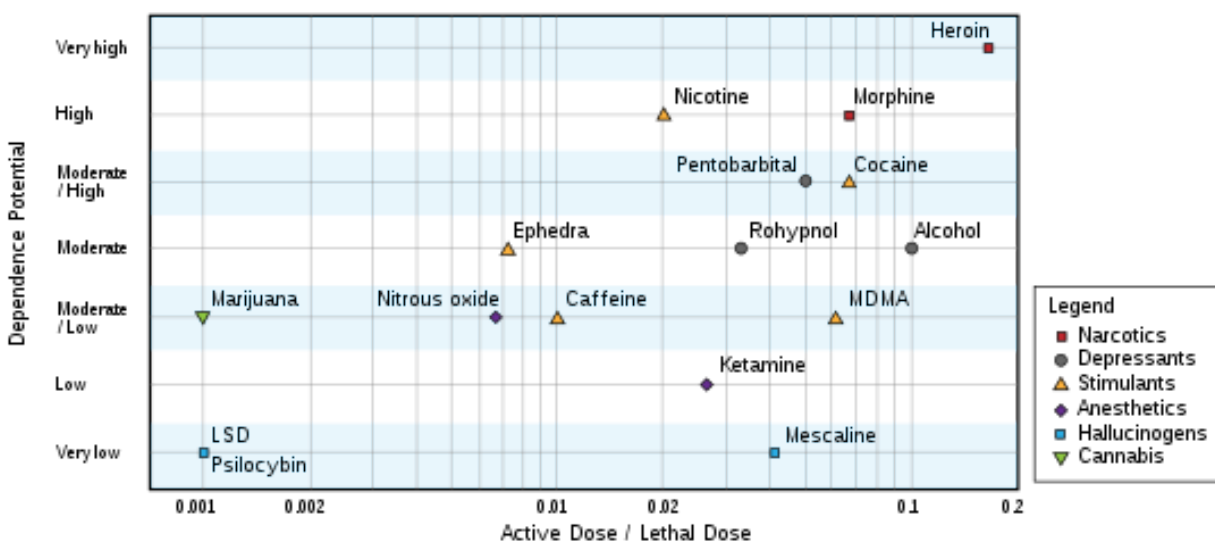 Very high
Heroin
High
Nicotine
Morphine
Moderate
/ High
Pentobarbital
Cocaine
Moderate
Ephedra
Rohypnol
Alcohol
Moderate
/ Low
Marijuana
Nitrous oxide
Caffeine
MDMA
Low
Ketamine
Very low
LSD
Psilocybin
Mescaline
Dependence Potential
0.001
0.002
0.01
0.02
0.1
0.2
Active Dose / Lethal Dose
Legend
Narcotics
Depressants
Stimulants
Anesthetics
Hallucinogens
Cannabis